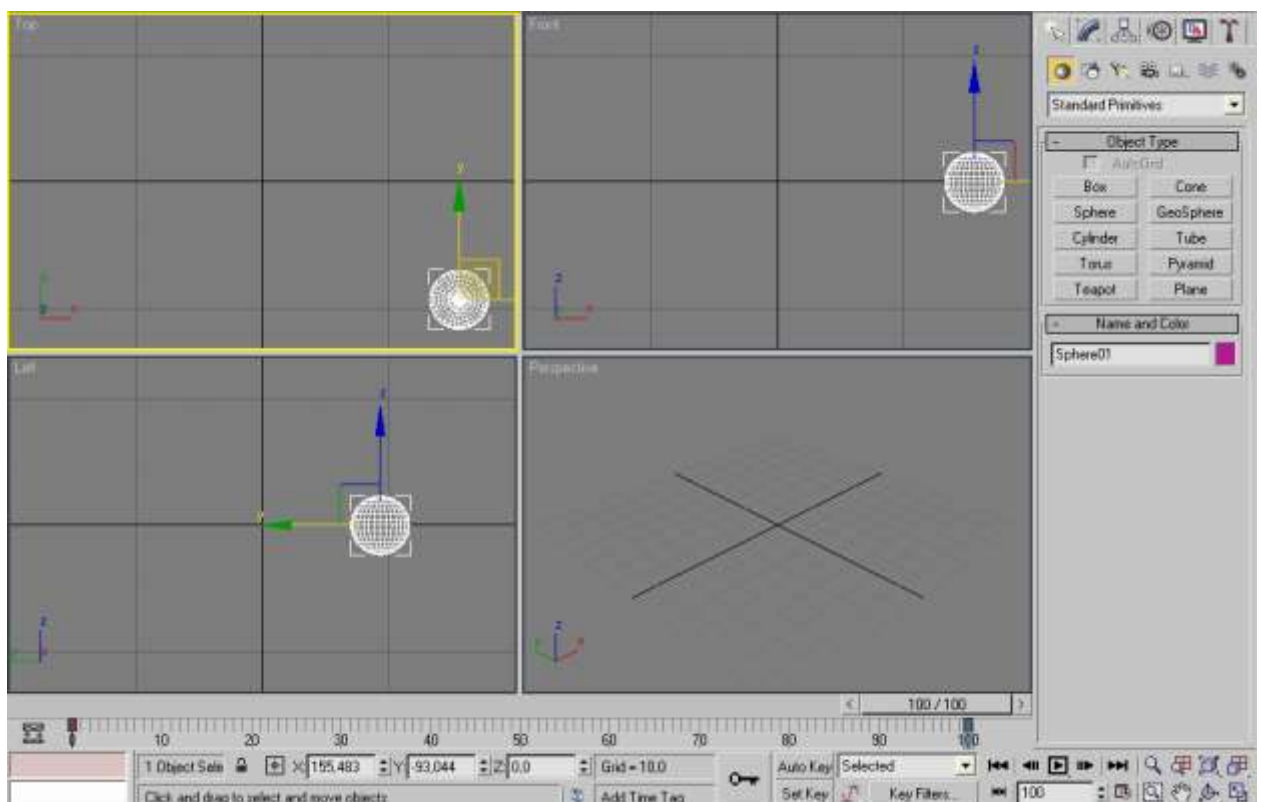 Top
Front
Standard Primitives
- Object Type
AutoGrid
Box Cone
Sphere GeoSphere
Cylinder Tube
Torus Pyramid
Teapot Plane
- Name and Color
Sphere01
Left
Perspective
y
z
z
x
z
x
z
y
z
z
x
< 100 / 100 >
0 10 20 30 40 50 60 70 80 90 100
1 Object Sele X: 155,483 Y: -93,044 Z: 0,0 Grid = 10,0 Auto Key Selected
Click and drag to select and move objects Add Time Tag Set Key Key Filters... 100